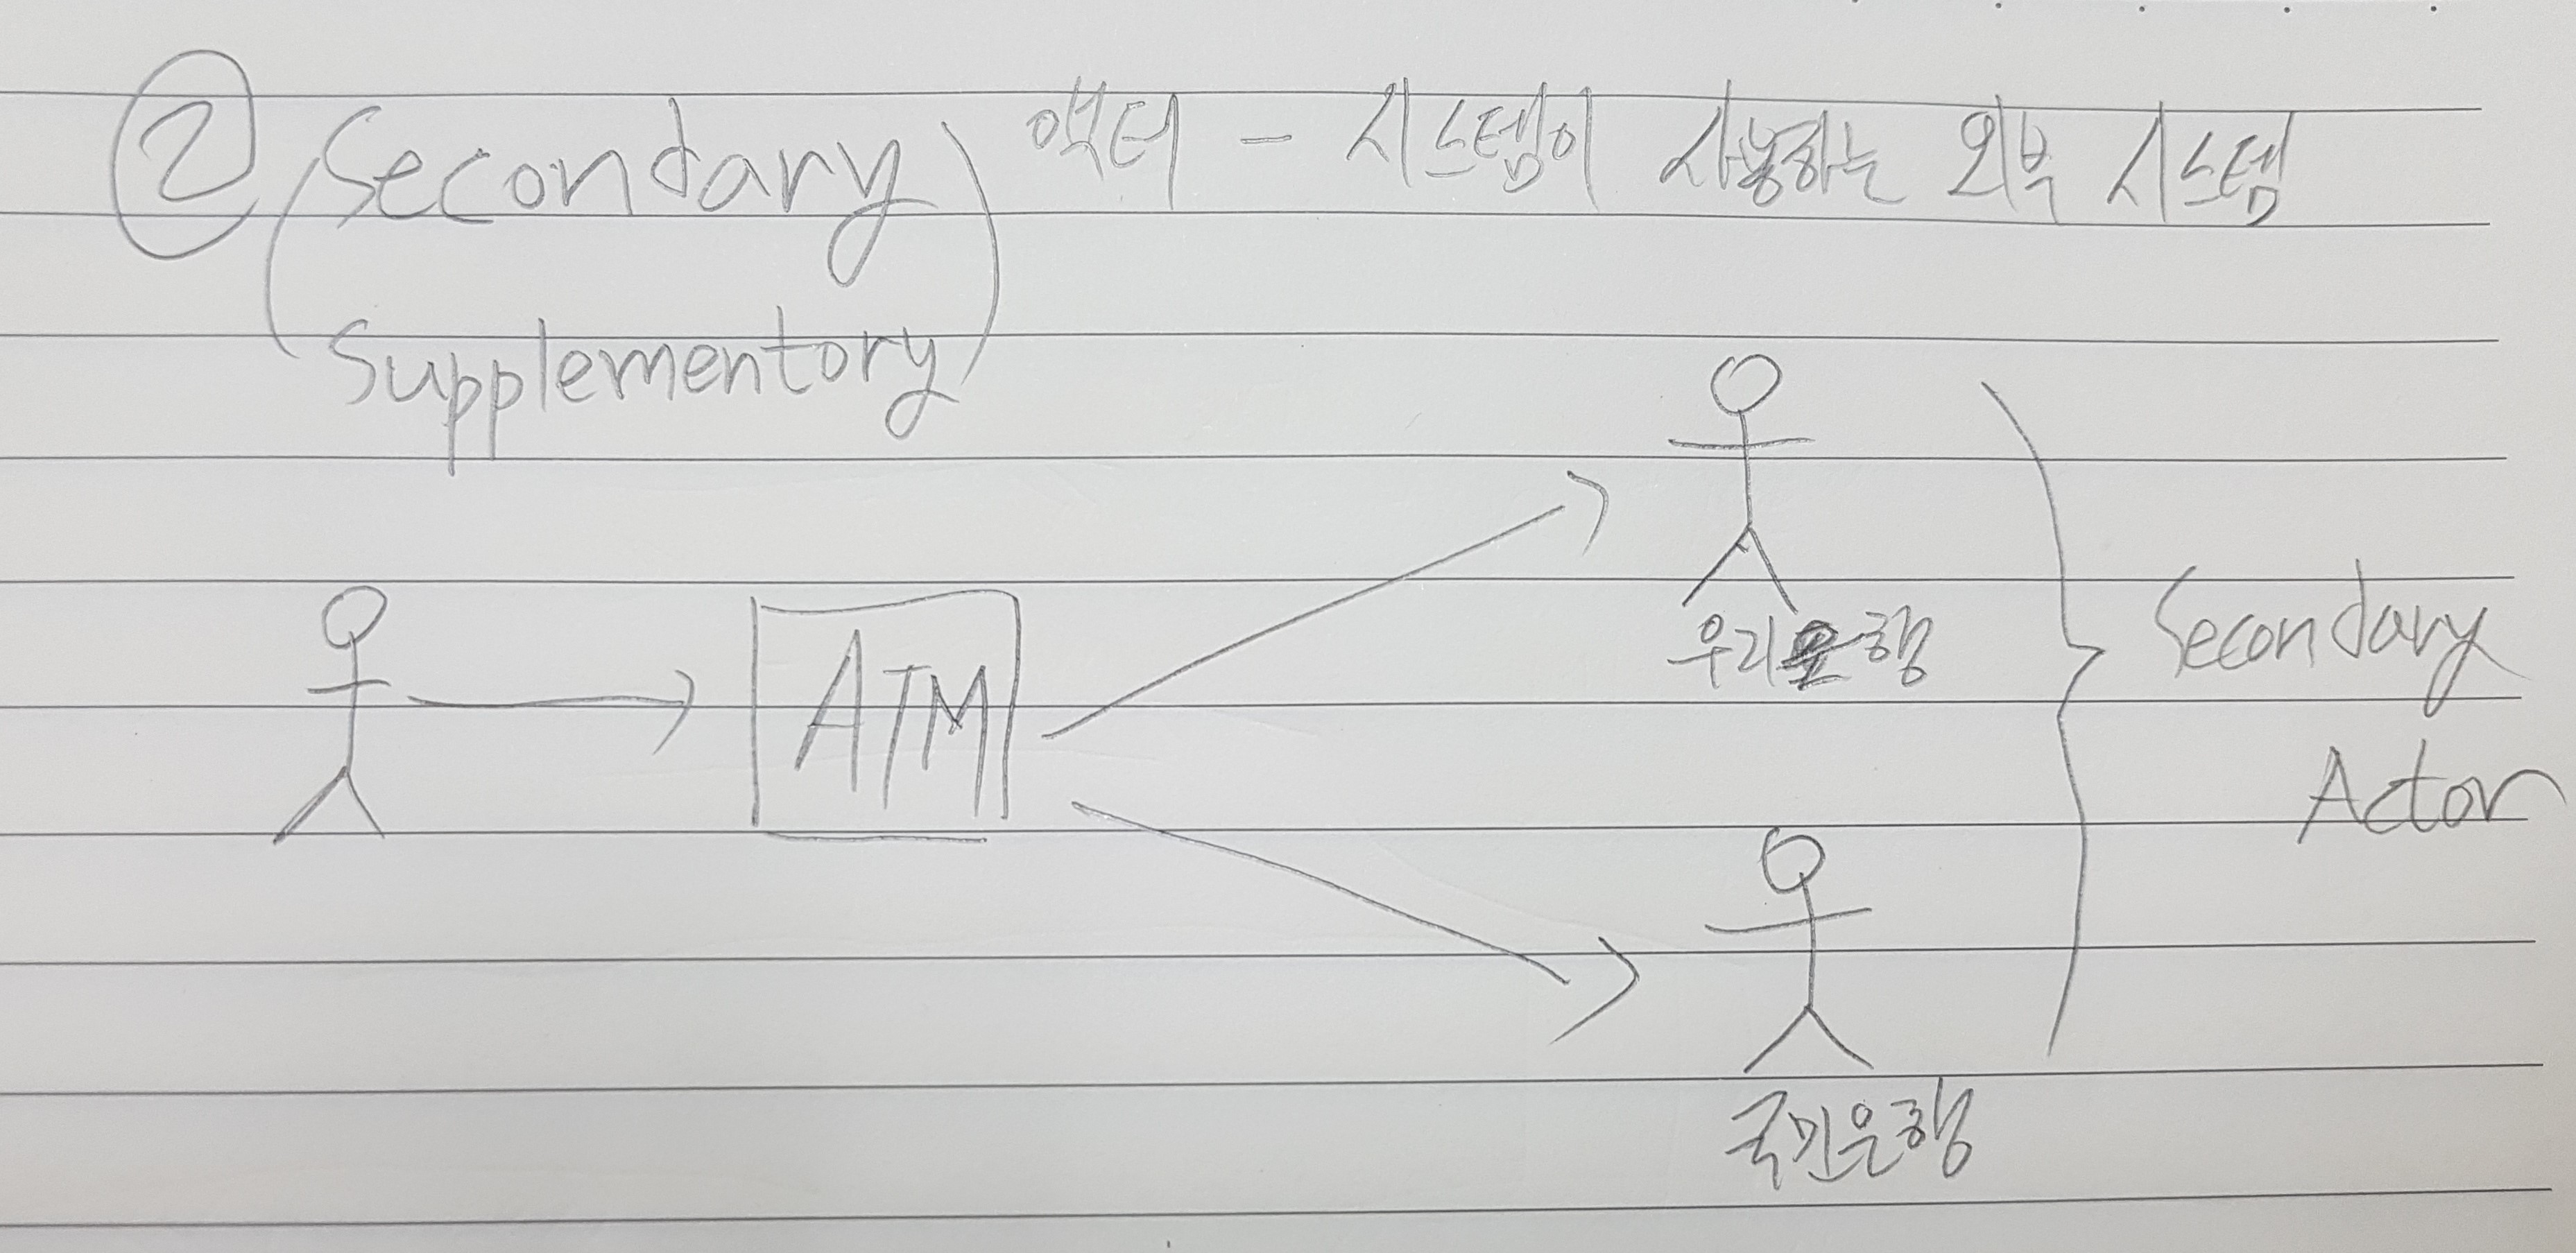 ② (Secondary) 액터 - 시스템이 사용하는 외부 시스템
Supplementory
ATM
우리은행
Secondary
Actor
국민은행